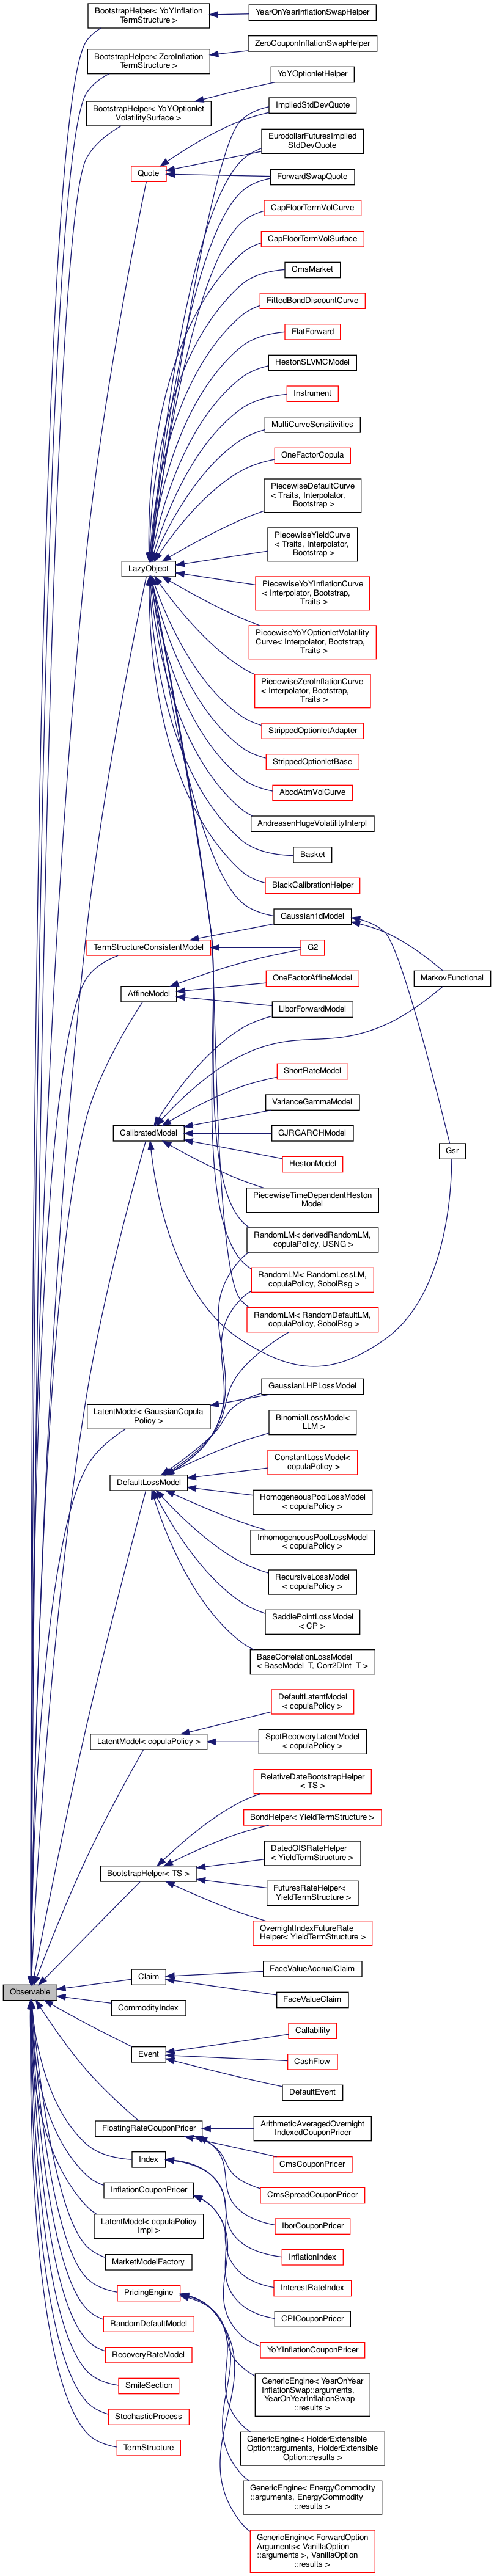 BootstrapHelper< YoYInflation
TermStructure >
YearOnYearInflationSwapHelper
BootstrapHelper< ZeroInflation
TermStructure >
ZeroCouponInflationSwapHelper
YoYOptionletHelper
BootstrapHelper< YoYOptionlet
VolatilitySurface >
ImpliedStdDevQuote
EurodollarFuturesImplied
StdDevQuote
Quote
ForwardSwapQuote
CapFloorTermVolCurve
CapFloorTermVolSurface
CmsMarket
FittedBondDiscountCurve
FlatForward
HestonSLVMCModel
Instrument
MultiCurveSensitivities
OneFactorCopula
PiecewiseDefaultCurve
< Traits, Interpolator,
Bootstrap >
PiecewiseYieldCurve
< Traits, Interpolator,
Bootstrap >
LazyObject
PiecewiseYoYInflationCurve
< Interpolator, Bootstrap,
Traits >
PiecewiseYoYOptionletVolatility
Curve< Interpolator, Bootstrap,
Traits >
PiecewiseZeroInflationCurve
< Interpolator, Bootstrap,
Traits >
StrippedOptionletAdapter
StrippedOptionletBase
AbcdAtmVolCurve
AndreasenHugeVolatilityInterpl
Basket
BlackCalibrationHelper
Gaussian1dModel
TermStructureConsistentModel
G2
OneFactorAffineModel
MarkovFunctional
AffineModel
LiborForwardModel
ShortRateModel
VarianceGammaModel
CalibratedModel
GJRGARCHModel
Gsr
HestonModel
PiecewiseTimeDependentHeston
Model
RandomLM< derivedRandomLM,
copulaPolicy, USNG >
RandomLM< RandomLossLM,
copulaPolicy, SobolRsg >
RandomLM< RandomDefaultLM,
copulaPolicy, SobolRsg >
GaussianLHPLossModel
LatentModel< GaussianCopula
Policy >
BinomialLossModel<
LLM >
ConstantLossModel<
copulaPolicy >
DefaultLossModel
HomogeneousPoolLossModel
< copulaPolicy >
InhomogeneousPoolLossModel
< copulaPolicy >
RecursiveLossModel
< copulaPolicy >
SaddlePointLossModel
< CP >
BaseCorrelationLossModel
< BaseModel_T, Corr2DInt_T >
DefaultLatentModel
< copulaPolicy >
LatentModel< copulaPolicy >
SpotRecoveryLatentModel
< copulaPolicy >
RelativeDateBootstrapHelper
< TS >
BondHelper< YieldTermStructure >
DatedOISRateHelper
< YieldTermStructure >
BootstrapHelper< TS >
FuturesRateHelper<
YieldTermStructure >
OvernightIndexFutureRate
Helper< YieldTermStructure >
FaceValueAccrualClaim
Claim
Observable
FaceValueClaim
CommodityIndex
Callability
Event
CashFlow
DefaultEvent
FloatingRateCouponPricer
ArithmeticAveragedOvernight
IndexedCouponPricer
Index
CmsCouponPricer
InflationCouponPricer
CmsSpreadCouponPricer
LatentModel< copulaPolicy
Impl >
IborCouponPricer
InflationIndex
MarketModelFactory
InterestRateIndex
PricingEngine
CPICouponPricer
RandomDefaultModel
YoYInflationCouponPricer
RecoveryRateModel
GenericEngine< YearOnYear
InflationSwap::arguments,
YearOnYearInflationSwap
::results >
SmileSection
StochasticProcess
GenericEngine< HolderExtensible
Option::arguments, HolderExtensible
Option::results >
TermStructure
GenericEngine< EnergyCommodity
::arguments, EnergyCommodity
::results >
GenericEngine< ForwardOption
Arguments< VanillaOption
::arguments >, VanillaOption
::results >